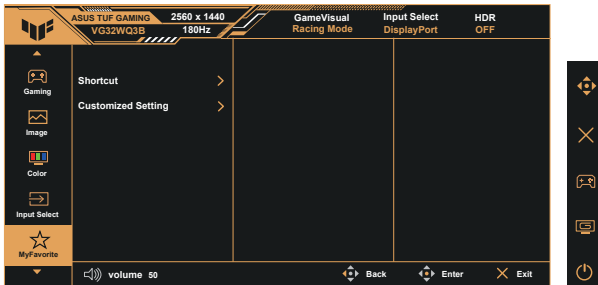 ASUS TUF GAMING 2560 x 1440
VG32WQ3B 180Hz
GameVisual
Racing Mode
Input Select
DisplayPort
HDR
OFF
Gaming
Image
Color
Input Select
MyFavorite
Shortcut
Customized Setting
volume 50
Back
Enter
Exit